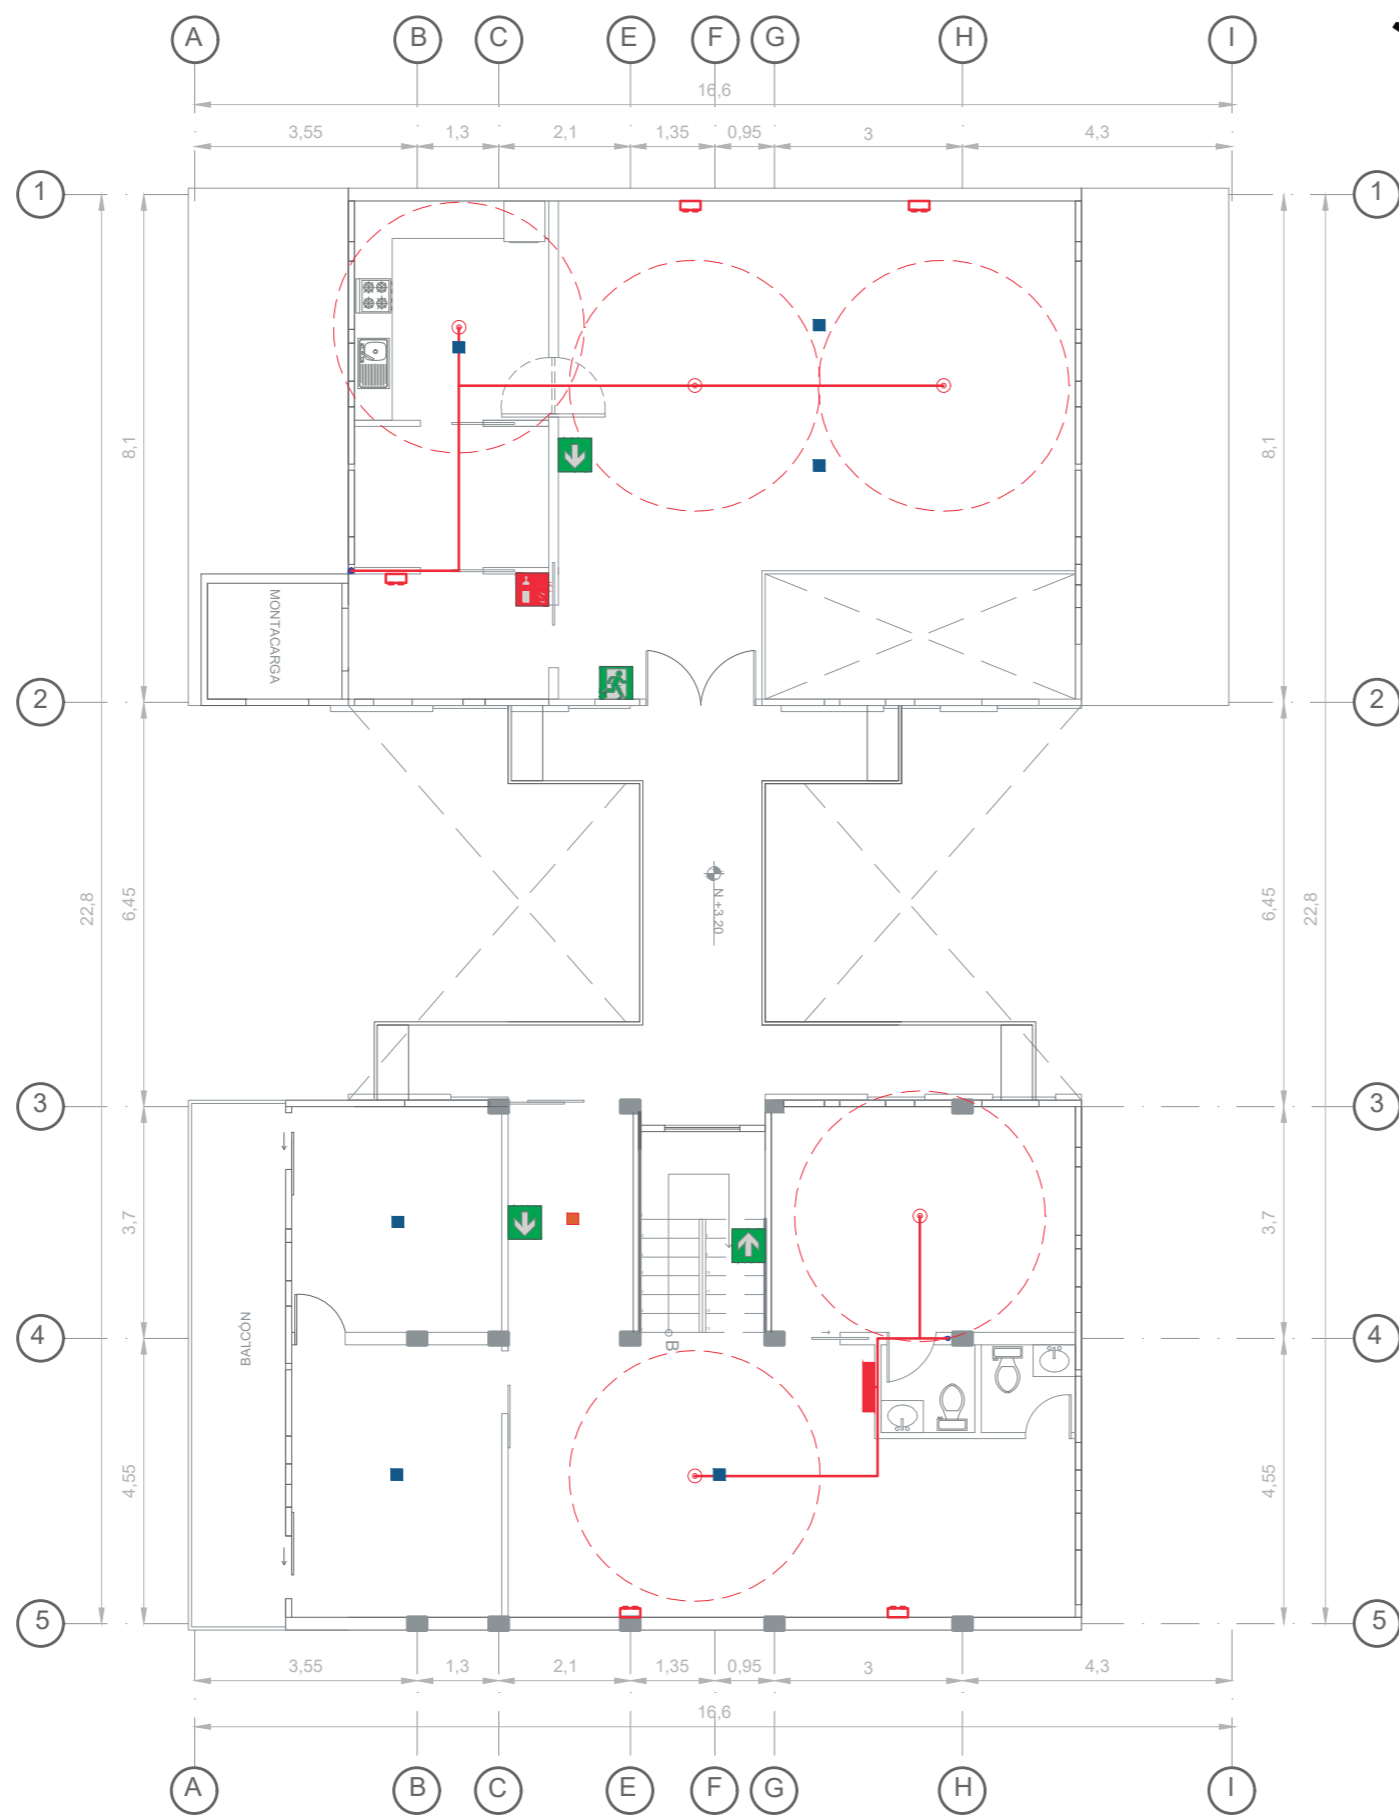 A B C E F G H I
16,6
3,55 1,3 2,1 1,35 0,95 3 4,3
1 1
8,1 8,1
MONTACARGA
2 2
22,8 6,45 6,45 22,8
N +3.20
3 3
3,7 3,7
4 4
B
BALCÓN
4,55 4,55
5 5
3,55 1,3 2,1 1,35 0,95 3 4,3
16,6
A B C E F G H I